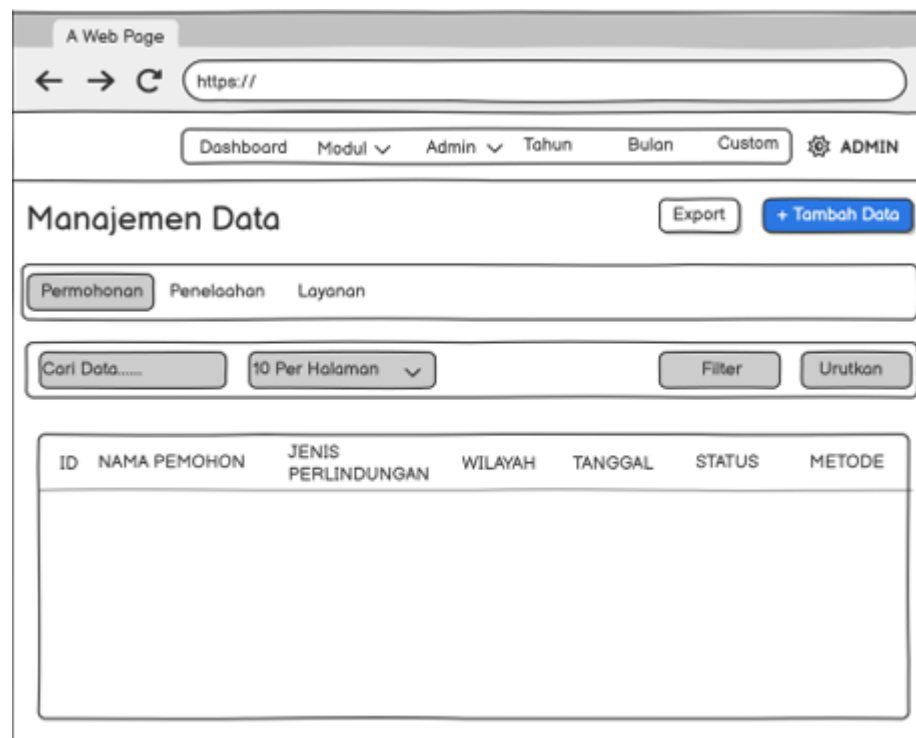 A Web Page
https://
Dashboard Modul Admin Tahun Bulan Custom ADMIN
Manajemen Data Export + Tambah Data
Permohonan Penelaahan Layanan
Cari Data...... 10 Per Halaman Filter Urutkan
ID NAMA PEMOHON JENIS PERLINDUNGAN WILAYAH TANGGAL STATUS METODE